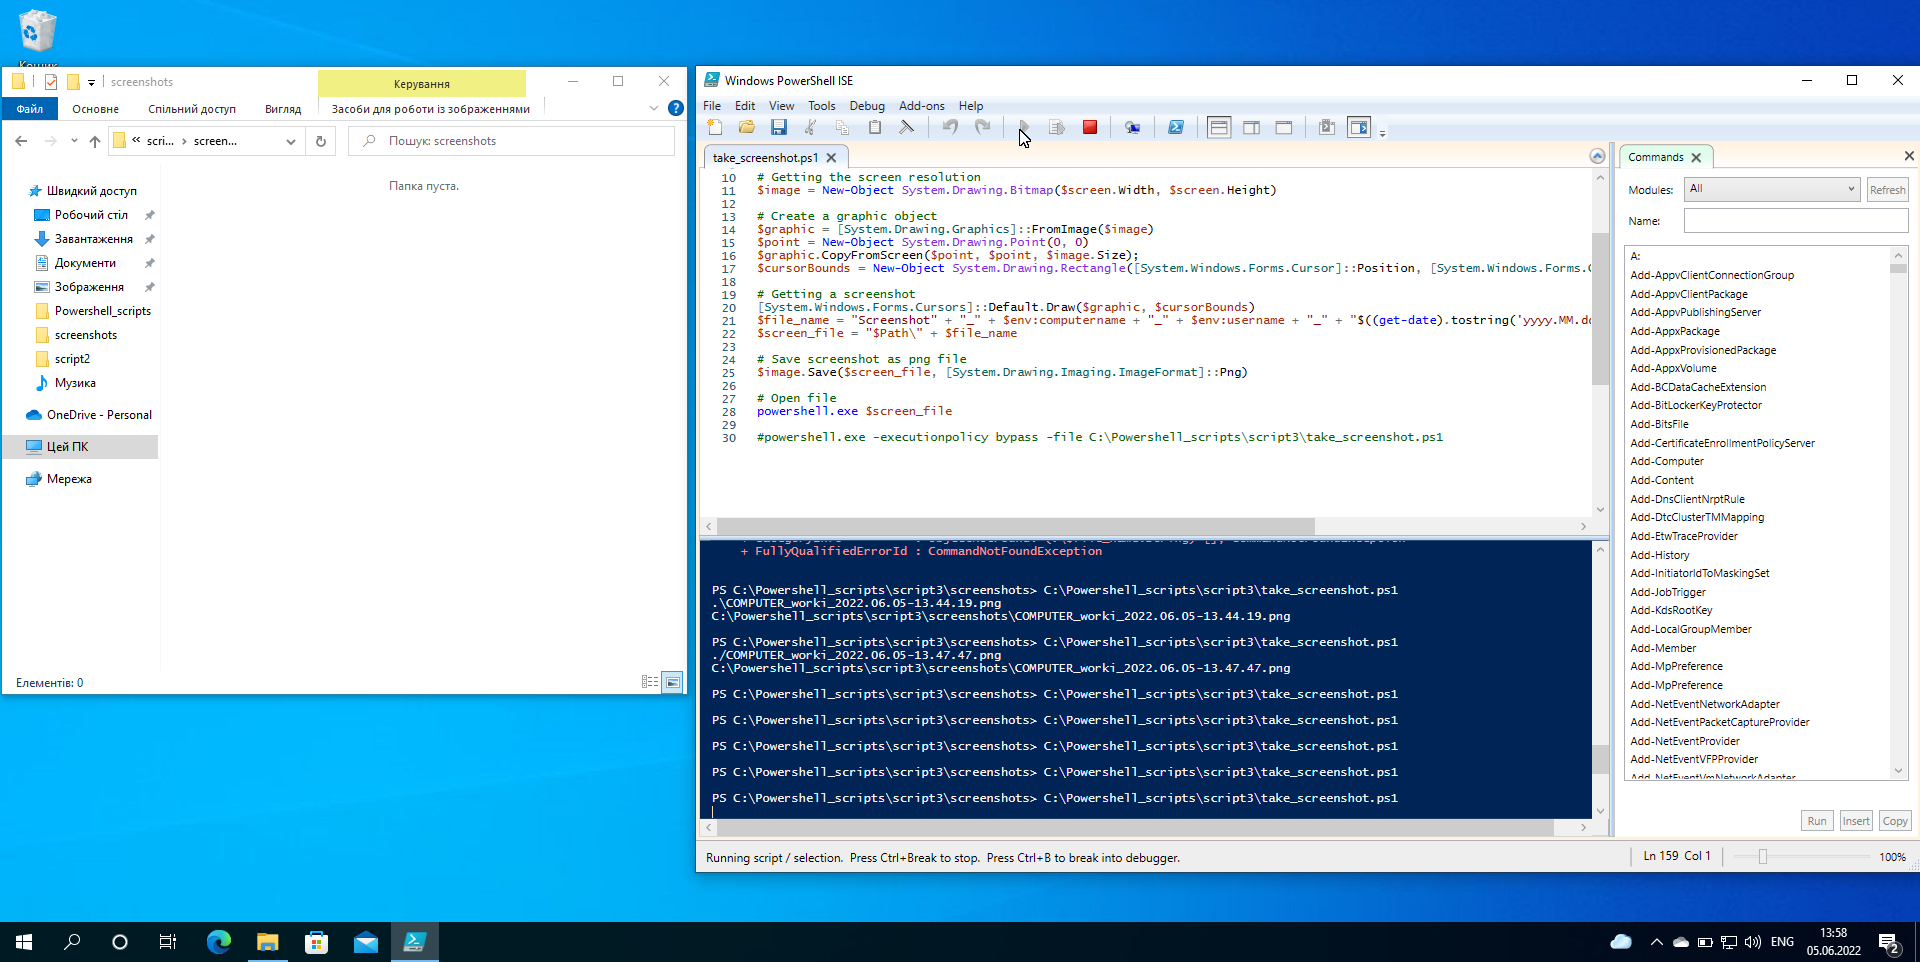 Кошик
screenshots
Керування
Файл
Основне
Спільний доступ
Вигляд
Засоби для роботи із зображеннями
« scri... › screen...
Пошук: screenshots
Папка пуста.
Швидкий доступ
Робочий стіл
Завантаження
Документи
Зображення
Powershell_scripts
screenshots
script2
Музика
OneDrive - Personal
Цей ПК
Мережа
Елементів: 0
Windows PowerShell ISE
File Edit View Tools Debug Add-ons Help
take_screenshot.ps1
10 # Getting the screen resolution
11 $image = New-Object System.Drawing.Bitmap($screen.Width, $screen.Height)
12
13 # Create a graphic object
14 $graphic = [System.Drawing.Graphics]::FromImage($image)
15 $point = New-Object System.Drawing.Point(0, 0)
16 $graphic.CopyFromScreen($point, $point, $image.Size);
17 $cursorBounds = New-Object System.Drawing.Rectangle([System.Windows.Forms.Cursor]::Position, [System.Windows.Forms.C
18
19 # Getting a screenshot
20 [System.Windows.Forms.Cursors]::Default.Draw($graphic, $cursorBounds)
21 $file_name = "Screenshot" + "_" + $env:computername + "_" + $env:username + "_" + "$((get-date).tostring('yyyy.MM.dd
22 $screen_file = "$Path\" + $file_name
23
24 # Save screenshot as png file
25 $image.Save($screen_file, [System.Drawing.Imaging.ImageFormat]::Png)
26
27 # Open file
28 powershell.exe $screen_file
29
30 #powershell.exe -executionpolicy bypass -file C:\Powershell_scripts\script3\take_screenshot.ps1
+ FullyQualifiedErrorId : CommandNotFoundException
PS C:\Powershell_scripts\script3\screenshots> C:\Powershell_scripts\script3\take_screenshot.ps1
.\COMPUTER_worki_2022.06.05-13.44.19.png
C:\Powershell_scripts\script3\screenshots\COMPUTER_worki_2022.06.05-13.44.19.png
PS C:\Powershell_scripts\script3\screenshots> C:\Powershell_scripts\script3\take_screenshot.ps1
./COMPUTER_worki_2022.06.05-13.47.47.png
C:\Powershell_scripts\script3\screenshots\COMPUTER_worki_2022.06.05-13.47.47.png
PS C:\Powershell_scripts\script3\screenshots> C:\Powershell_scripts\script3\take_screenshot.ps1
PS C:\Powershell_scripts\script3\screenshots> C:\Powershell_scripts\script3\take_screenshot.ps1
PS C:\Powershell_scripts\script3\screenshots> C:\Powershell_scripts\script3\take_screenshot.ps1
PS C:\Powershell_scripts\script3\screenshots> C:\Powershell_scripts\script3\take_screenshot.ps1
PS C:\Powershell_scripts\script3\screenshots> C:\Powershell_scripts\script3\take_screenshot.ps1
Running script / selection. Press Ctrl+Break to stop. Press Ctrl+B to break into debugger.
Ln 159 Col 1
100%
Commands
Modules: All Refresh
Name:
A:
Add-AppvClientConnectionGroup
Add-AppvClientPackage
Add-AppvPublishingServer
Add-AppxPackage
Add-AppxProvisionedPackage
Add-AppxVolume
Add-BCDataCacheExtension
Add-BitLockerKeyProtector
Add-BitsFile
Add-CertificateEnrollmentPolicyServer
Add-Computer
Add-Content
Add-DnsClientNrptRule
Add-DtcClusterTMMapping
Add-EtwTraceProvider
Add-History
Add-InitiatorIdToMaskingSet
Add-JobTrigger
Add-KdsRootKey
Add-LocalGroupMember
Add-Member
Add-MpPreference
Add-MpPreference
Add-NetEventNetworkAdapter
Add-NetEventPacketCaptureProvider
Add-NetEventProvider
Add-NetEventVFPProvider
Add-NetEventVmNetworkAdapter
Run Insert Copy
ENG
13:58
05.06.2022
2